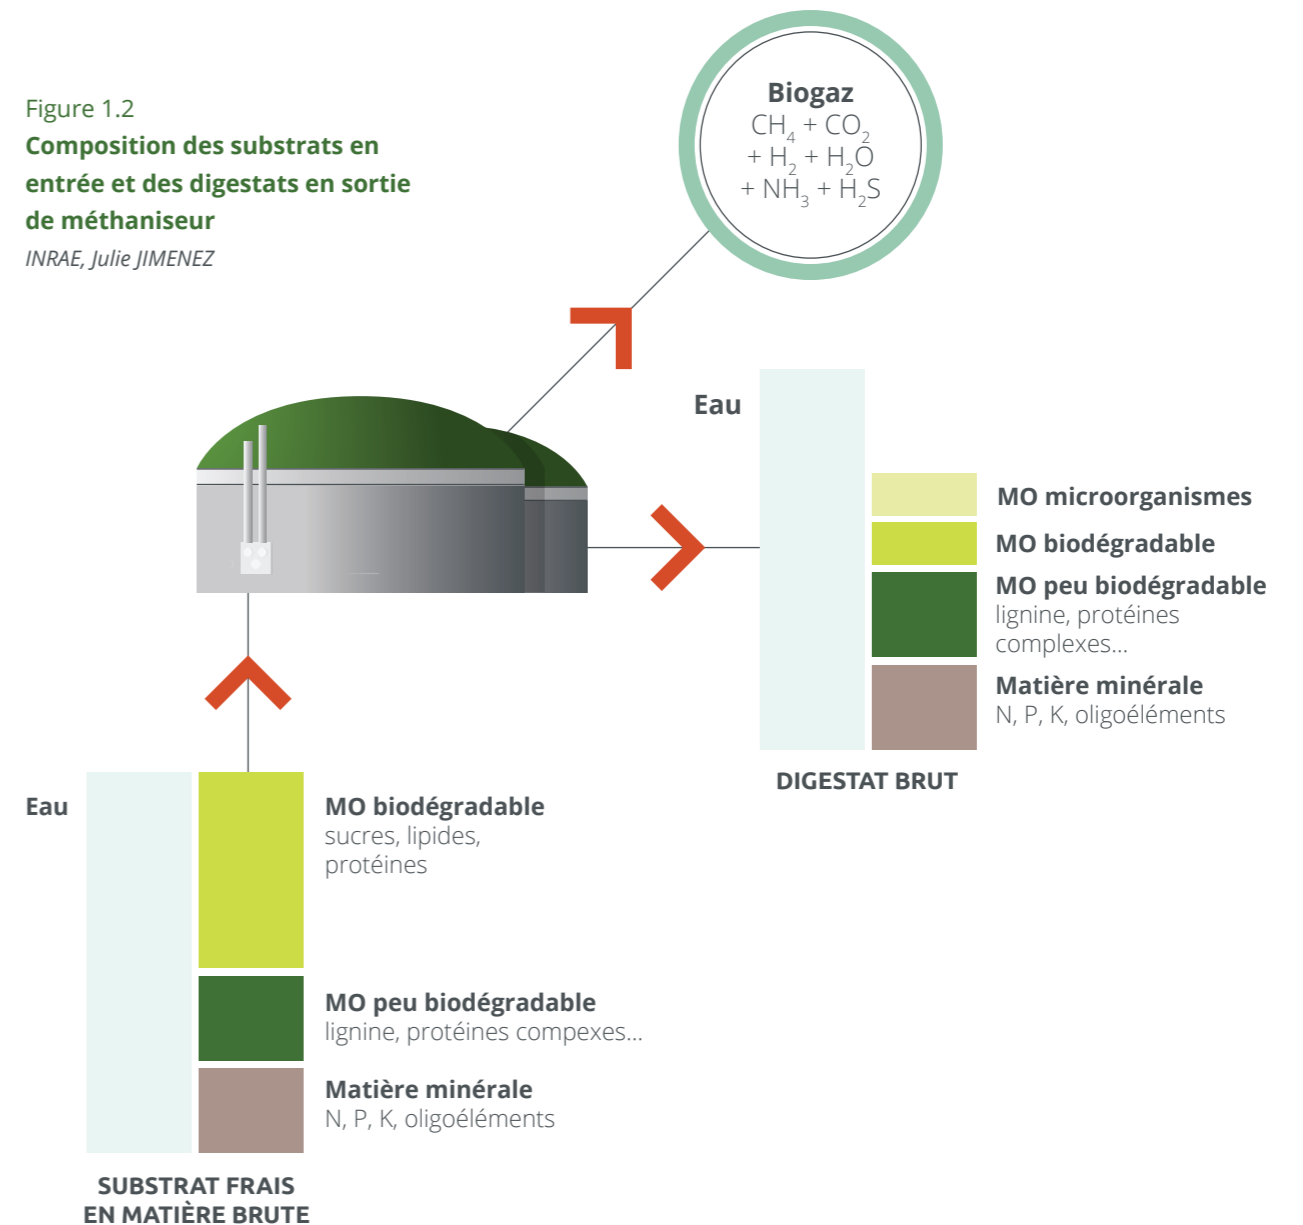 Figure 1.2
Composition des substrats en
entrée et des digestats en sortie
de méthaniseur
INRAE, Julie JIMENEZ
Biogaz
CH₄ + CO₂
+ H₂ + H₂O
+ NH₃ + H₂S
Eau
MO microorganismes
MO biodégradable
MO peu biodégradable
lignine, protéines
complexes...
Matière minérale
N, P, K, oligoéléments
DIGESTAT BRUT
Eau
MO biodégradable
sucres, lipides,
protéines
MO peu biodégradable
lignine, protéines compexes...
Matière minérale
N, P, K, oligoéléments
SUBSTRAT FRAIS
EN MATIÈRE BRUTE